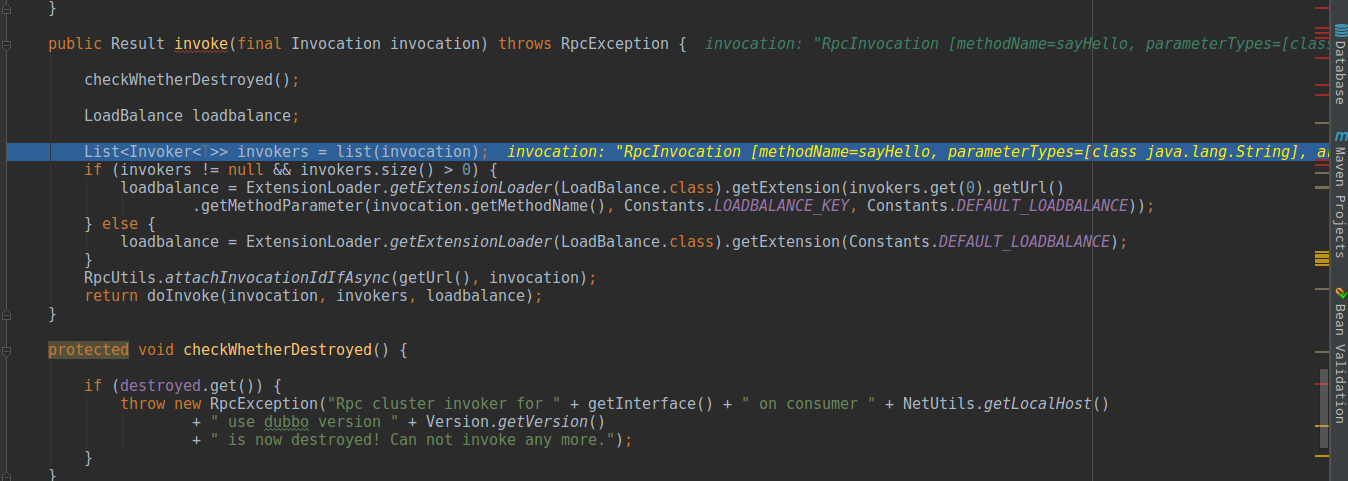 }
public Result invoke(final Invocation invocation) throws RpcException {  invocation: "RpcInvocation [methodName=sayHello, parameterTypes=[class
checkWhetherDestroyed();
LoadBalance loadbalance;
List<Invoker<T>> invokers = list(invocation);  invocation: "RpcInvocation [methodName=sayHello, parameterTypes=[class java.lang.String], ar
if (invokers != null && invokers.size() > 0) {
loadbalance = ExtensionLoader.getExtensionLoader(LoadBalance.class).getExtension(invokers.get(0).getUrl()
.getMethodParameter(invocation.getMethodName(), Constants.LOADBALANCE_KEY, Constants.DEFAULT_LOADBALANCE));
} else {
loadbalance = ExtensionLoader.getExtensionLoader(LoadBalance.class).getExtension(Constants.DEFAULT_LOADBALANCE);
}
RpcUtils.attachInvocationIdIfAsync(getUrl(), invocation);
return doInvoke(invocation, invokers, loadbalance);
}
protected void checkWhetherDestroyed() {
if (destroyed.get()) {
throw new RpcException("Rpc cluster invoker for " + getInterface() + " on consumer " + NetUtils.getLocalHost()
+ " use dubbo version " + Version.getVersion()
+ " is now destroyed! Can not invoke any more.");
}
}
Database
m
Maven Projects
Bean Validation